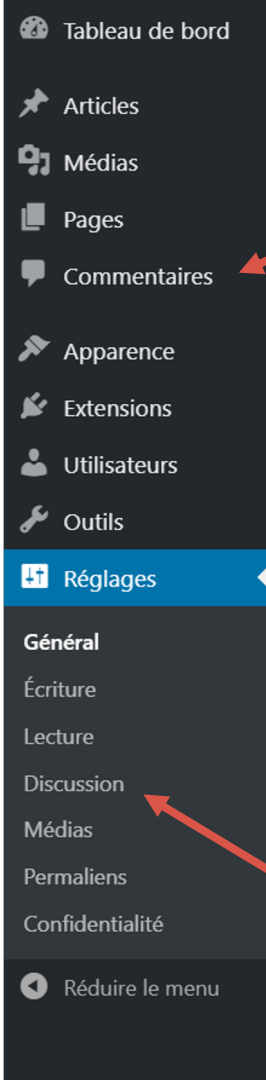 Tableau de bord
Articles
Médias
Pages
Commentaires
Apparence
Extensions
Utilisateurs
Outils
Réglages
Général
Écriture
Lecture
Discussion
Médias
Permaliens
Confidentialité
Réduire le menu